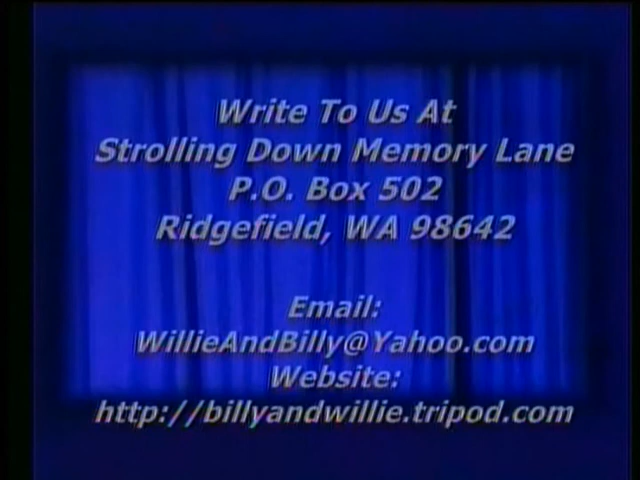 Write To Us At
Strolling Down Memory Lane
P.O. Box 502
Ridgefield, WA 98642
Email:
WillieAndBilly@Yahoo.com
Website:
http://billyandwillie.tripod.com